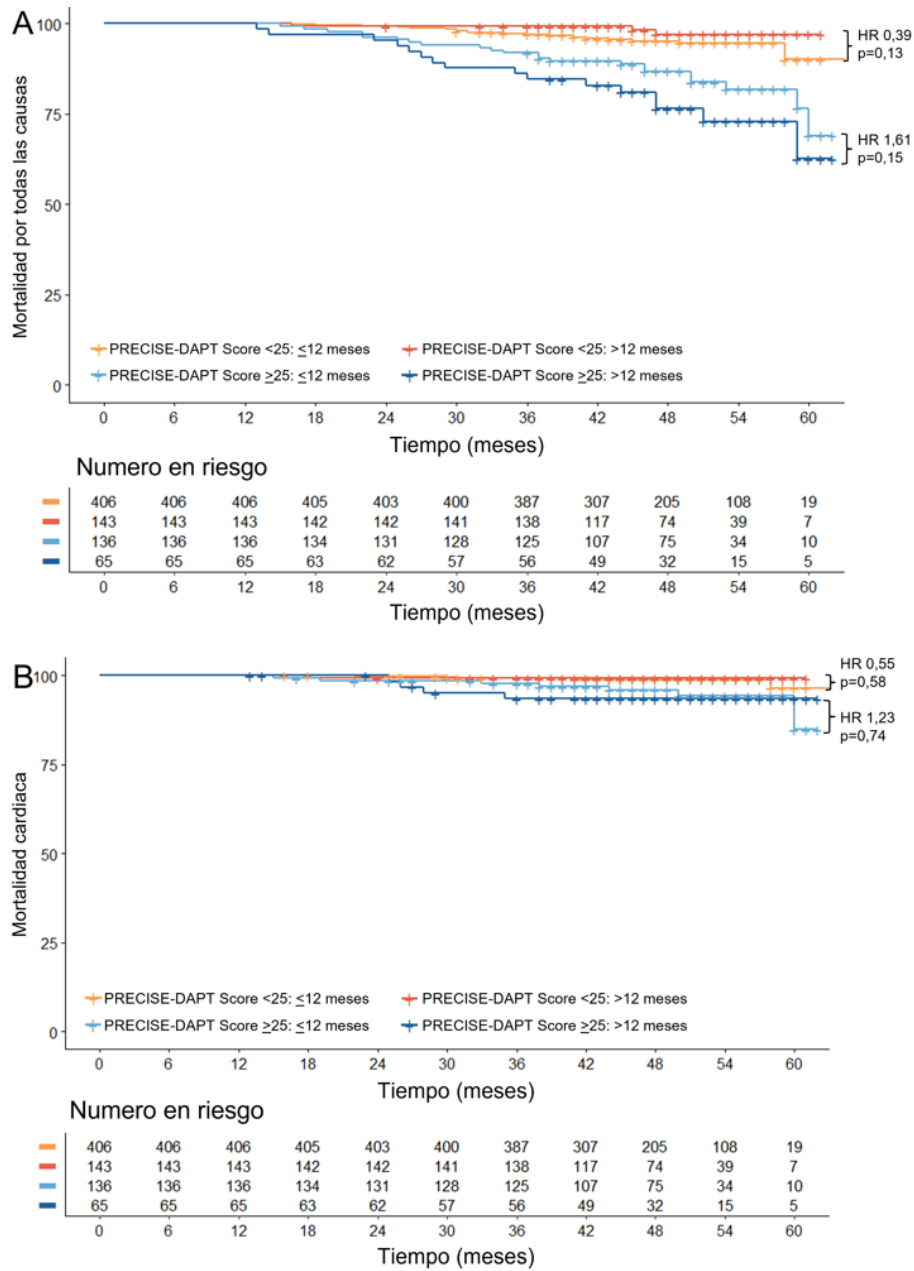 A
Mortalidad por todas las causas
100
75
50
25
0
HR 0,39
p=0,13
HR 1,61
p=0,15
PRECISE-DAPT Score <25: ≤12 meses
PRECISE-DAPT Score <25: >12 meses
PRECISE-DAPT Score ≥25: ≤12 meses
PRECISE-DAPT Score ≥25: >12 meses
0 6 12 18 24 30 36 42 48 54 60
Tiempo (meses)
Numero en riesgo
406 406 406 405 403 400 387 307 205 108 19
143 143 143 142 142 141 138 117 74 39 7
136 136 136 134 131 128 125 107 75 34 10
65 65 65 63 62 57 56 49 32 15 5
0 6 12 18 24 30 36 42 48 54 60
Tiempo (meses)
B
Mortalidad cardiaca
100
75
50
25
0
HR 0,55
p=0,58
HR 1,23
p=0,74
PRECISE-DAPT Score <25: ≤12 meses
PRECISE-DAPT Score <25: >12 meses
PRECISE-DAPT Score ≥25: ≤12 meses
PRECISE-DAPT Score ≥25: >12 meses
0 6 12 18 24 30 36 42 48 54 60
Tiempo (meses)
Numero en riesgo
406 406 406 405 403 400 387 307 205 108 19
143 143 143 142 142 141 138 117 74 39 7
136 136 136 134 131 128 125 107 75 34 10
65 65 65 63 62 57 56 49 32 15 5
0 6 12 18 24 30 36 42 48 54 60
Tiempo (meses)